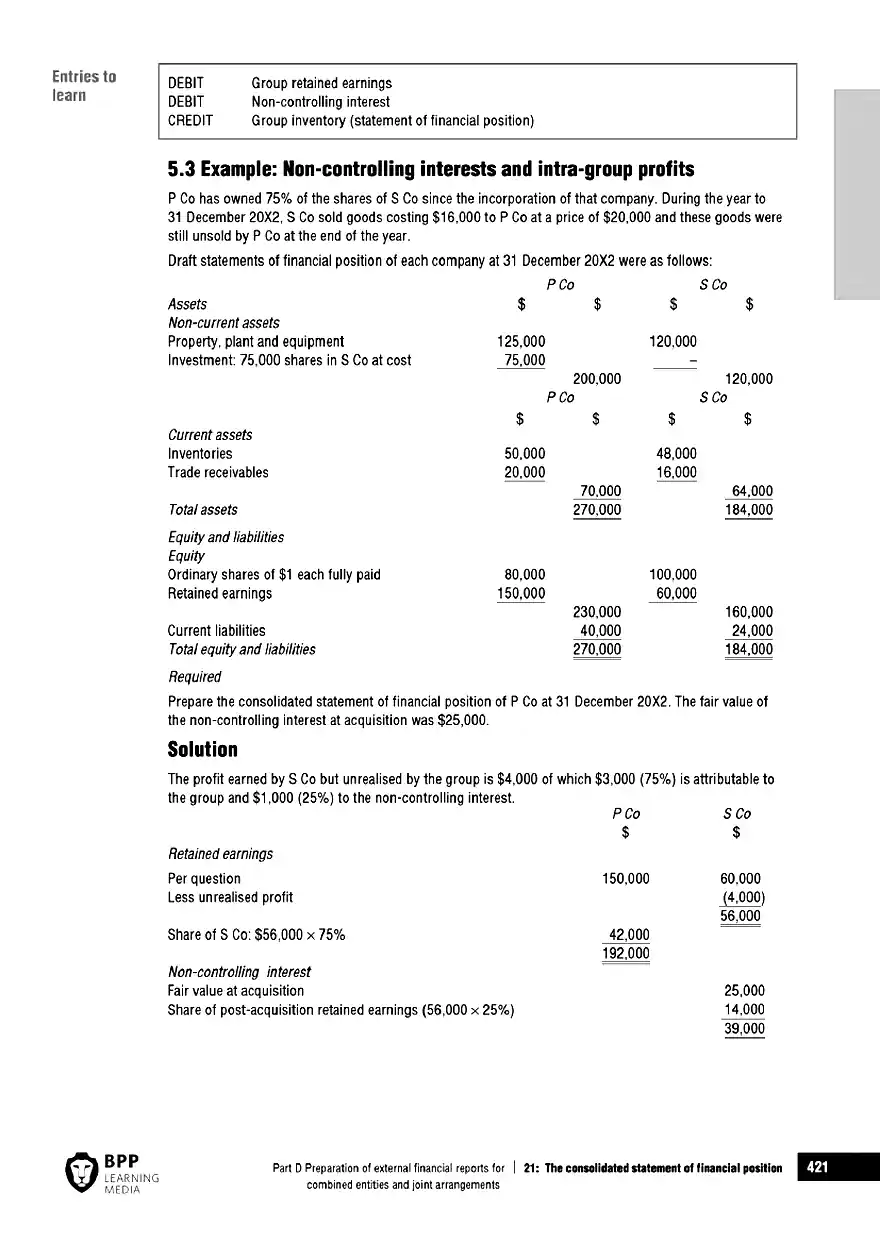 Entries to
learn
DEBIT Group retained earnings
DEBIT Non-controlling interest
CREDIT Group inventory (statement of financial position)
5.3 Example: Non-controlling interests and intra-group profits
P Co has owned 75% of the shares of S Co since the incorporation of that company. During the year to
31 December 20X2, S Co sold goods costing $16,000 to P Co at a price of $20,000 and these goods were
still unsold by P Co at the end of the year.
Draft statements of financial position of each company at 31 December 20X2 were as follows:
P Co S Co
Assets $ $ $ $
Non-current assets
Property, plant and equipment 125,000 120,000
Investment: 75,000 shares in S Co at cost 75,000 –
200,000 120,000
P Co S Co
$ $ $ $
Current assets
Inventories 50,000 48,000
Trade receivables 20,000 16,000
70,000 64,000
Total assets 270,000 184,000
Equity and liabilities
Equity
Ordinary shares of $1 each fully paid 80,000 100,000
Retained earnings 150,000 60,000
230,000 160,000
Current liabilities 40,000 24,000
Total equity and liabilities 270,000 184,000
Required
Prepare the consolidated statement of financial position of P Co at 31 December 20X2. The fair value of
the non-controlling interest at acquisition was $25,000.
Solution
The profit earned by S Co but unrealised by the group is $4,000 of which $3,000 (75%) is attributable to
the group and $1,000 (25%) to the non-controlling interest.
P Co S Co
$ $
Retained earnings
Per question 150,000 60,000
Less unrealised profit (4,000)
56,000
Share of S Co: $56,000 × 75% 42,000
192,000
Non-controlling interest
Fair value at acquisition 25,000
Share of post-acquisition retained earnings (56,000 × 25%) 14,000
39,000
BPP
LEARNING
MEDIA
Part D Preparation of external financial reports for | 21: The consolidated statement of financial position 421
combined entities and joint arrangements